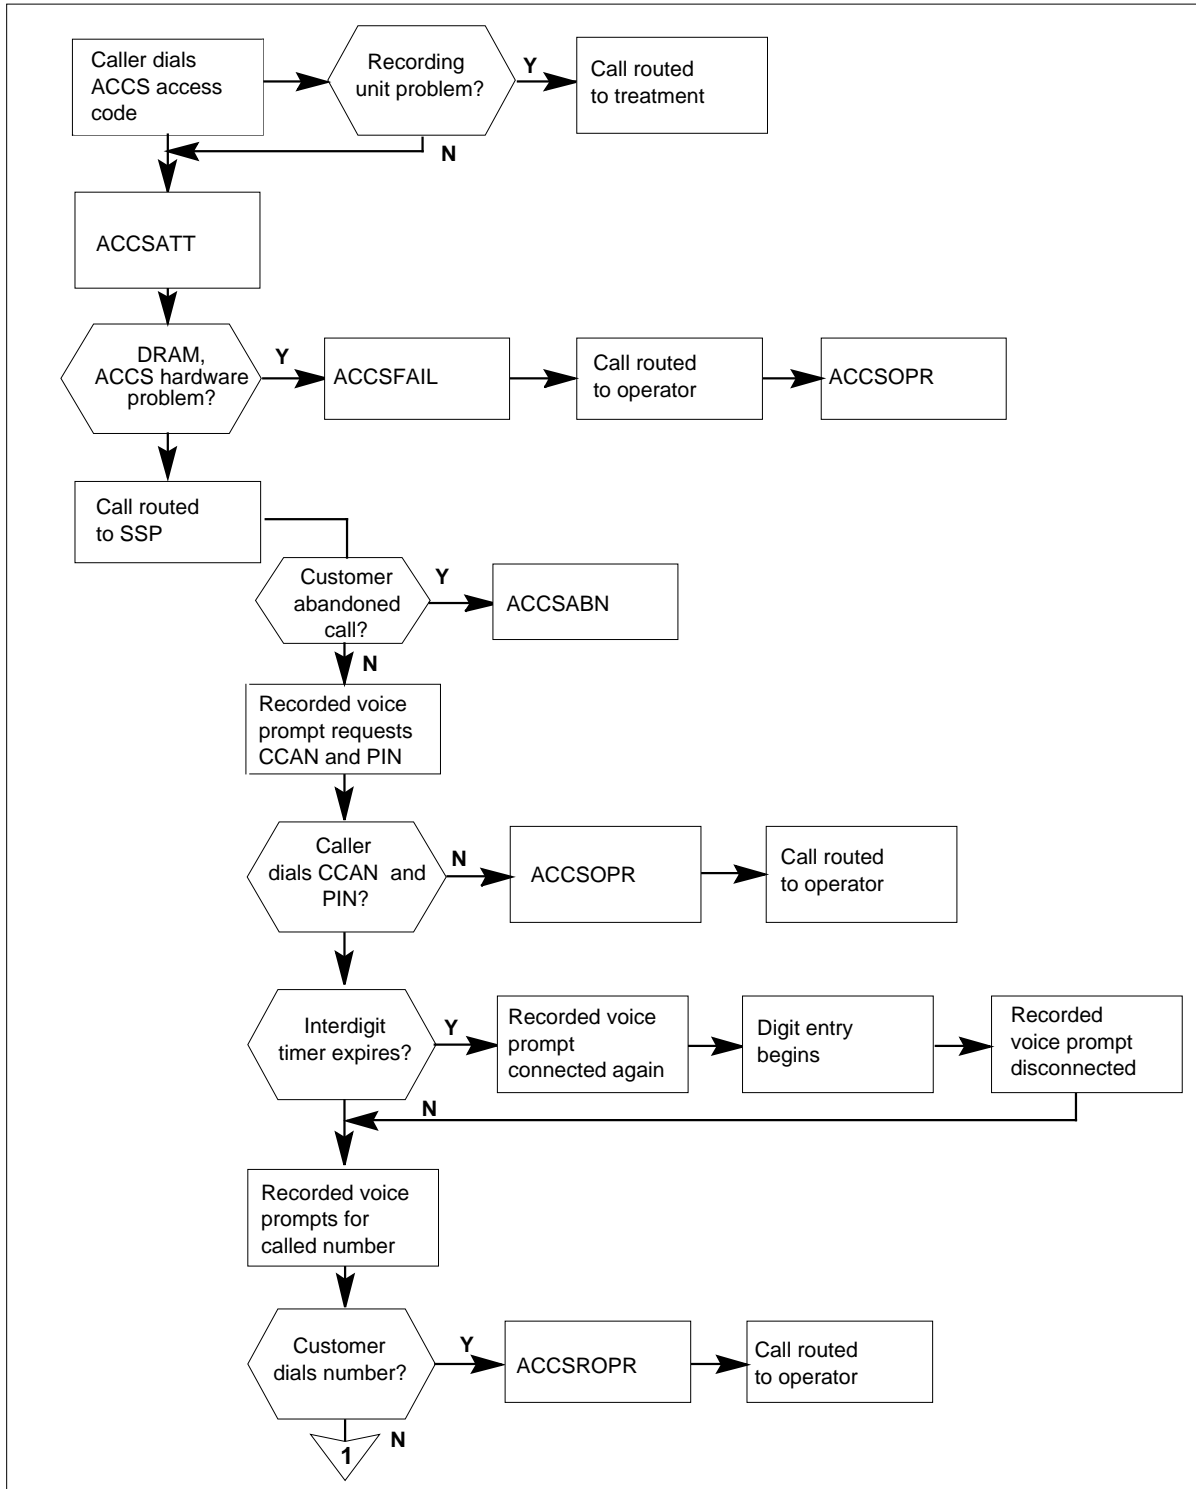 Caller dials
ACCS access
code
Recording
unit problem?
Y
Call routed
to treatment
N
ACCSATT
DRAM,
ACCS hardware
problem?
Y
ACCSFAIL
Call routed
to operator
ACCSOPR
Call routed
to SSP
Customer
abandoned
call?
Y
ACCSABN
N
Recorded voice
prompt requests
CCAN and PIN
Caller
dials CCAN and
PIN?
N
ACCSOPR
Call routed
to operator
Interdigit
timer expires?
Y
Recorded voice
prompt
connected again
Digit entry
begins
Recorded
voice prompt
disconnected
N
Recorded voice
prompts for
called number
Customer
dials number?
Y
ACCSROPR
Call routed
to operator
N
1